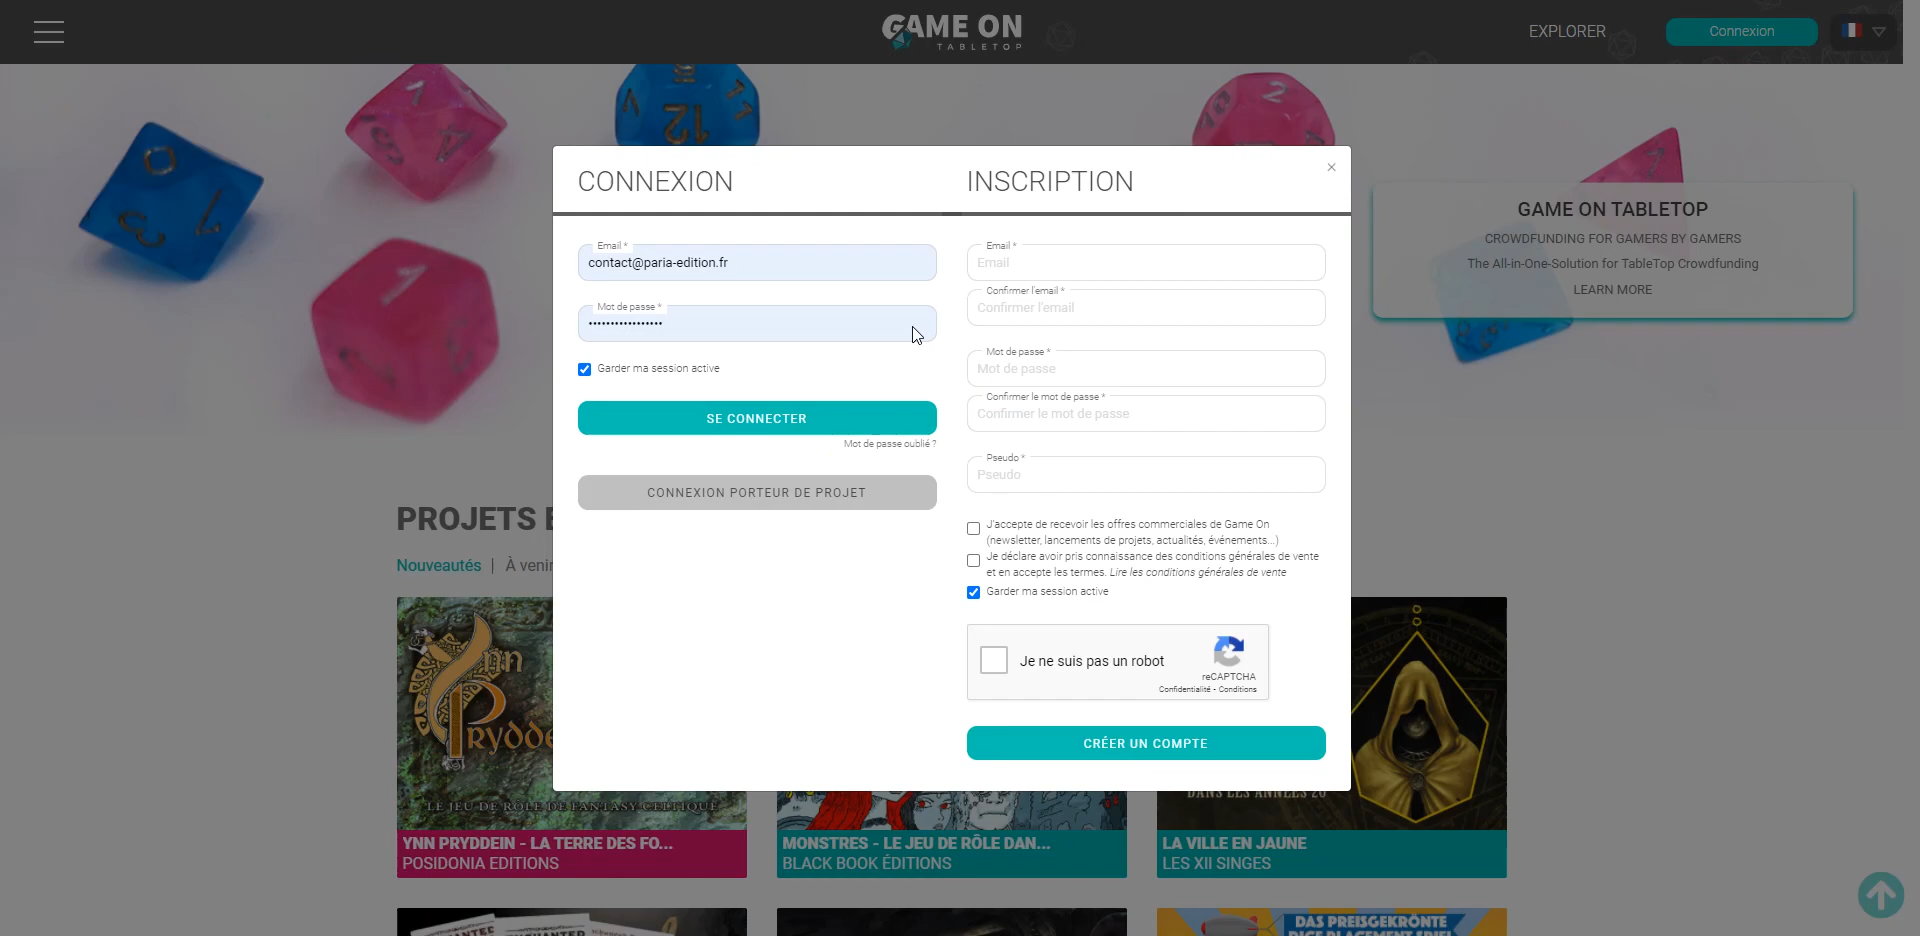 GAME ON
TABLETOP
EXPLORER
Connexion
CONNEXION
Email *
contact@paria-edition.fr
Mot de passe *
•••••••••••••••••
Garder ma session active
SE CONNECTER
Mot de passe oublié ?
CONNEXION PORTEUR DE PROJET
INSCRIPTION
×
Email *
Email
Confirmer l'email *
Confirmer l'email
Mot de passe *
Mot de passe
Confirmer le mot de passe *
Confirmer le mot de passe
Pseudo *
Pseudo
J'accepte de recevoir les offres commerciales de Game On
(newsletter, lancements de projets, actualités, événements...)
Je déclare avoir pris connaissance des conditions générales de vente
et en accepte les termes. Lire les conditions générales de vente
Garder ma session active
Je ne suis pas un robot
reCAPTCHA
Confidentialité - Conditions
CRÉER UN COMPTE
GAME ON TABLETOP
CROWDFUNDING FOR GAMERS BY GAMERS
The All-in-One-Solution for TableTop Crowdfunding
LEARN MORE
PROJETS
Nouveautés | À venir
LE JEU DE RÔLE DE FANTASY CELTIQUE
YNN PRYDDEIN - LA TERRE DES FO...
POSIDONIA EDITIONS
MONSTRES - LE JEU DE RÔLE DAN...
BLACK BOOK ÉDITIONS
DANS LES ANNÉES 20
LA VILLE EN JAUNE
LES XII SINGES
DAS PREISGEKRÖNTE